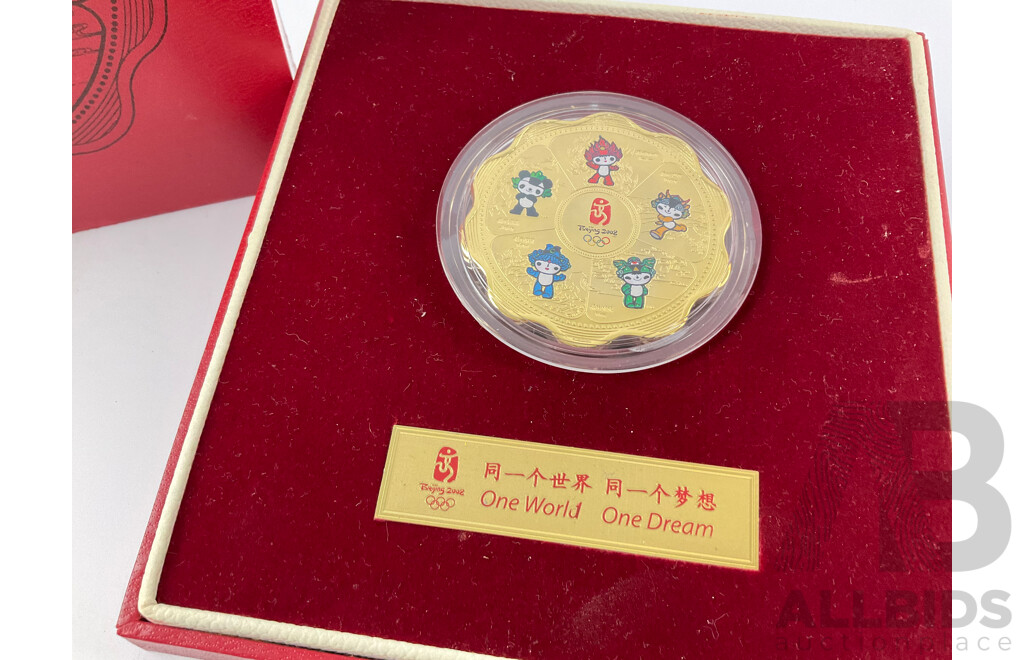 Beijing 2008
Beijing 2008
同一个世界 同一个梦想
One World One Dream
ALLBIDS
auctionplace